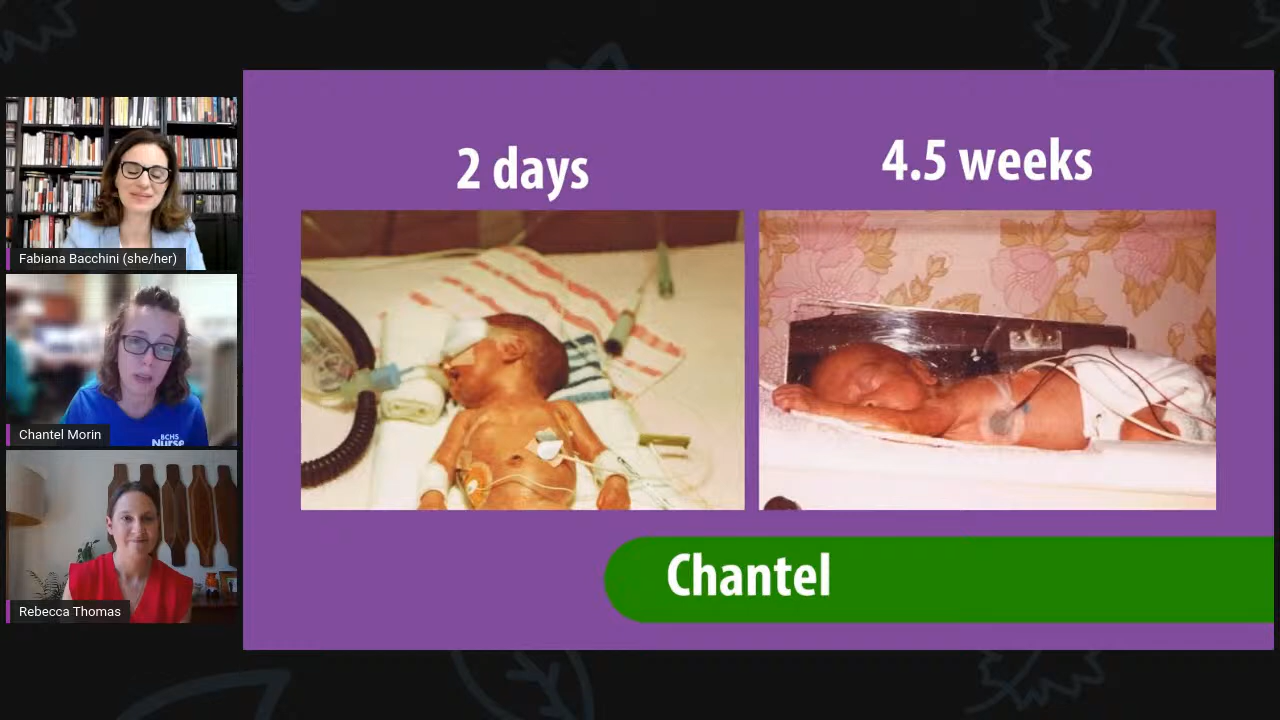 Fabiana Bacchini (she/her)
Chantel Morin
BCHS
Nurse
Rebecca Thomas
2 days
4.5 weeks
Chantel